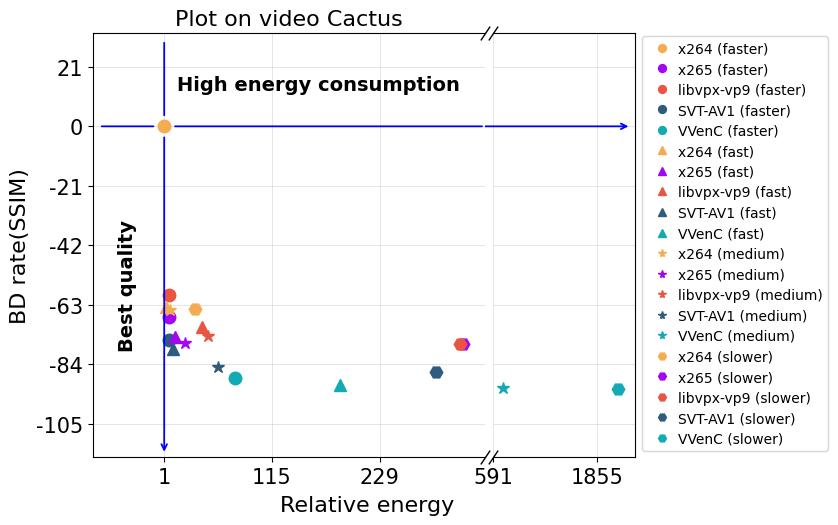 Plot on video Cactus
High energy consumption
Best quality
BD rate(SSIM)
21
0
-21
-42
-63
-84
-105
1
115
229
591
1855
Relative energy
x264 (faster)
x265 (faster)
libvpx-vp9 (faster)
SVT-AV1 (faster)
VVenC (faster)
x264 (fast)
x265 (fast)
libvpx-vp9 (fast)
SVT-AV1 (fast)
VVenC (fast)
x264 (medium)
x265 (medium)
libvpx-vp9 (medium)
SVT-AV1 (medium)
VVenC (medium)
x264 (slower)
x265 (slower)
libvpx-vp9 (slower)
SVT-AV1 (slower)
VVenC (slower)